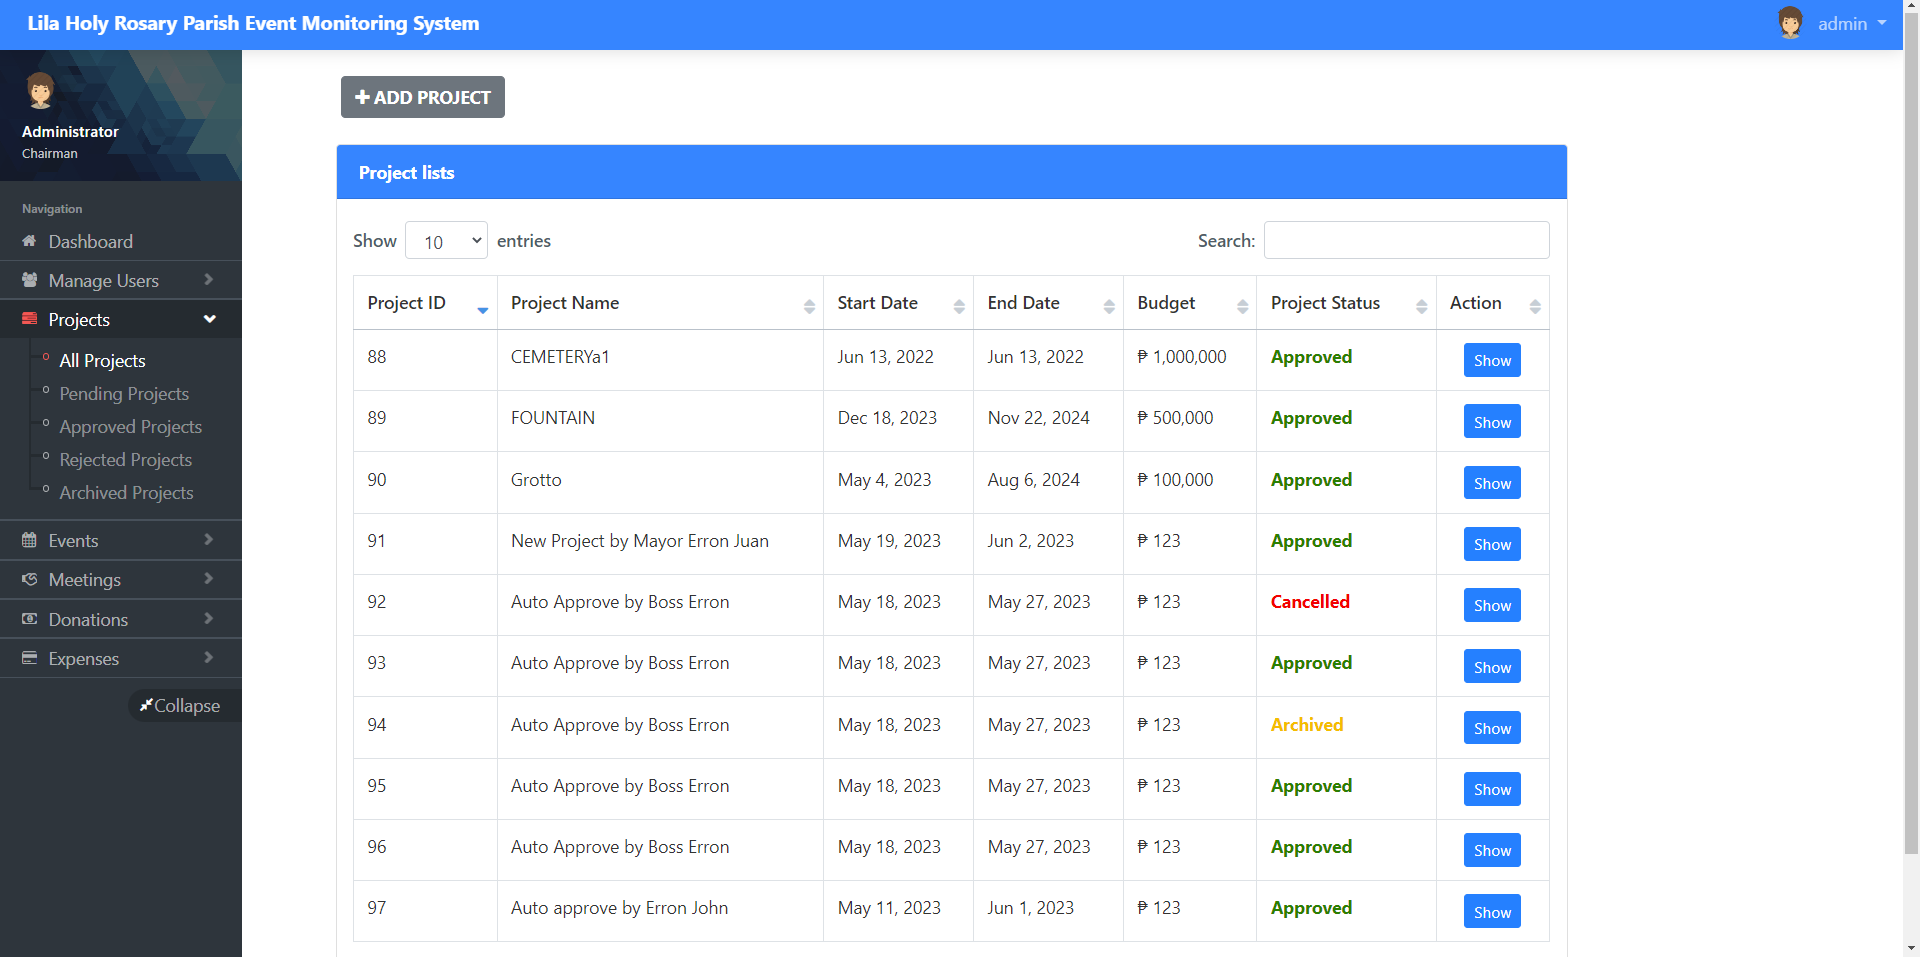 Lila Holy Rosary Parish Event Monitoring System
admin
Administrator
Chairman
Navigation
Dashboard
Manage Users
Projects
All Projects
Pending Projects
Approved Projects
Rejected Projects
Archived Projects
Events
Meetings
Donations
Expenses
Collapse
ADD PROJECT
Project lists
Show 10 entries
Search:
Project ID Project Name Start Date End Date Budget Project Status Action
88 CEMETERYa1 Jun 13, 2022 Jun 13, 2022 ₱ 1,000,000 Approved Show
89 FOUNTAIN Dec 18, 2023 Nov 22, 2024 ₱ 500,000 Approved Show
90 Grotto May 4, 2023 Aug 6, 2024 ₱ 100,000 Approved Show
91 New Project by Mayor Erron Juan May 19, 2023 Jun 2, 2023 ₱ 123 Approved Show
92 Auto Approve by Boss Erron May 18, 2023 May 27, 2023 ₱ 123 Cancelled Show
93 Auto Approve by Boss Erron May 18, 2023 May 27, 2023 ₱ 123 Approved Show
94 Auto Approve by Boss Erron May 18, 2023 May 27, 2023 ₱ 123 Archived Show
95 Auto Approve by Boss Erron May 18, 2023 May 27, 2023 ₱ 123 Approved Show
96 Auto Approve by Boss Erron May 18, 2023 May 27, 2023 ₱ 123 Approved Show
97 Auto approve by Erron John May 11, 2023 Jun 1, 2023 ₱ 123 Approved Show